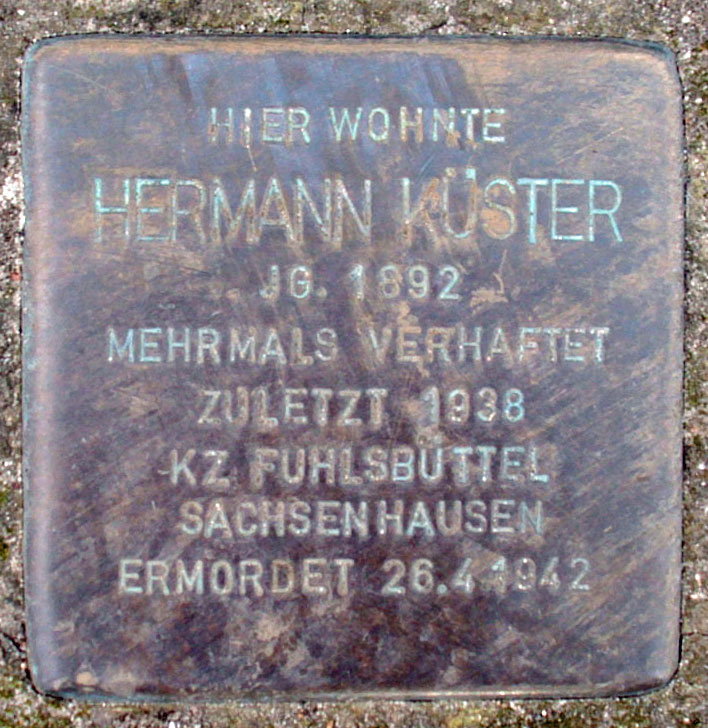 HIER WOHNTE
HERMANN KÜSTER
JG. 1892
MEHRMALS VERHAFTET
ZULETZT 1938
KZ FUHLSBÜTTEL
SACHSENHAUSEN
ERMORDET 26.4.1942